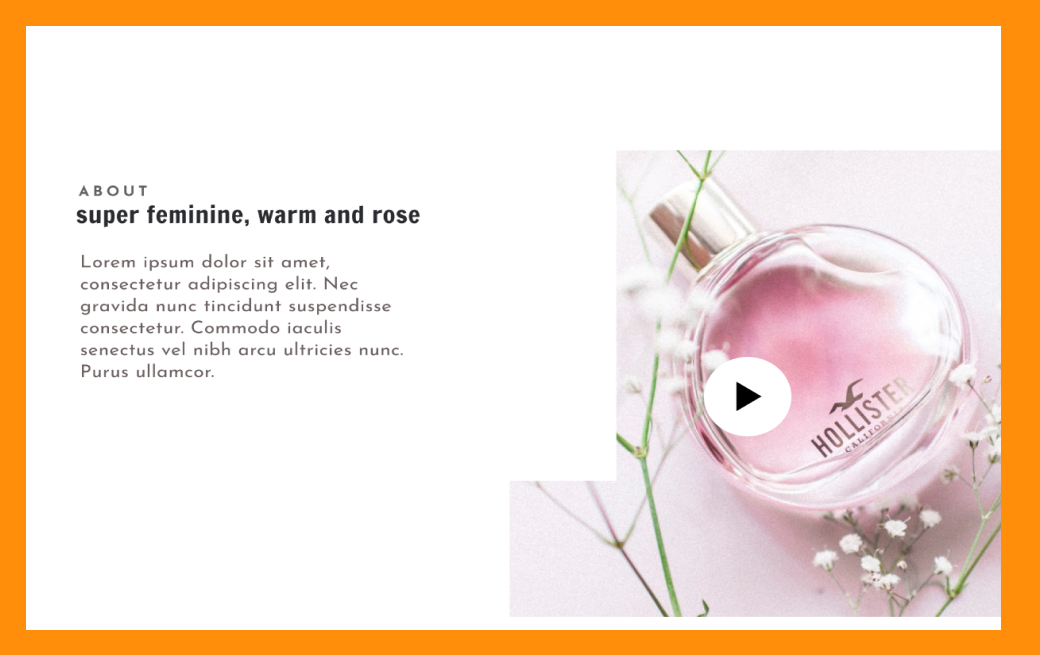 ABOUT
super feminine, warm and rose
Lorem ipsum dolor sit amet,
consectetur adipiscing elit. Nec
gravida nunc tincidunt suspendisse
consectetur. Commodo iaculis
senectus vel nibh arcu ultricies nunc.
Purus ullamcor.
HOLLISTER
CALIFORNIA